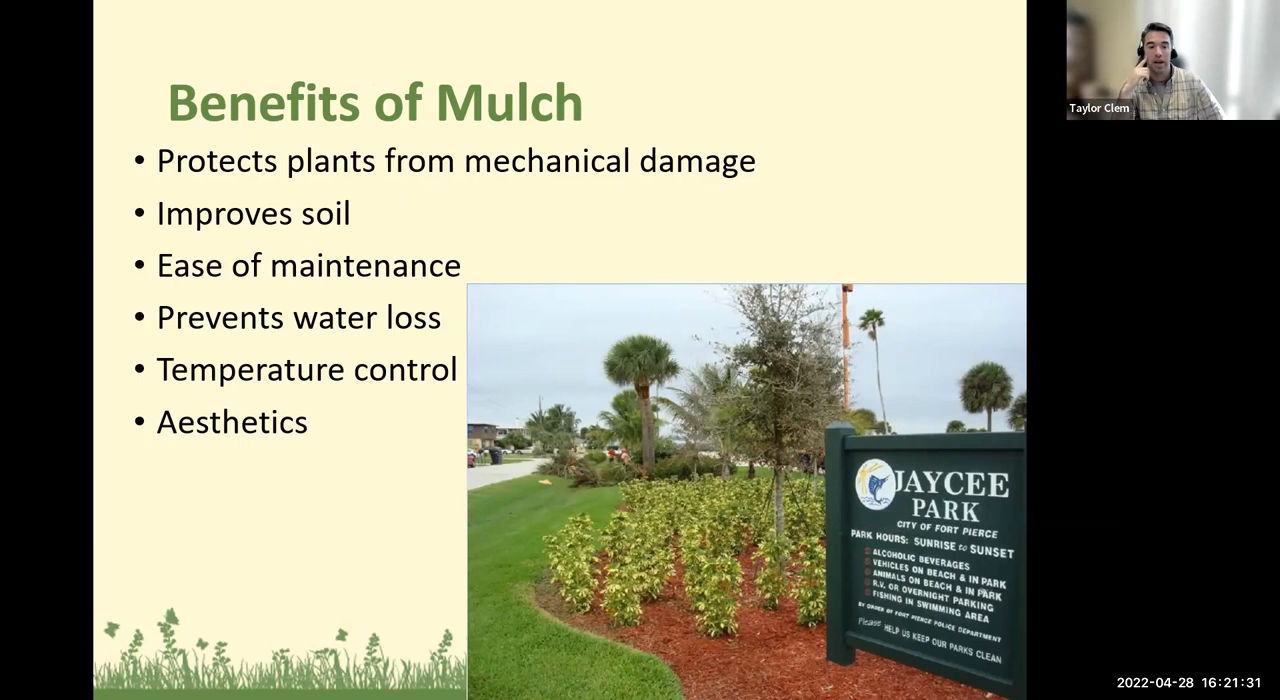 Benefits of Mulch
• Protects plants from mechanical damage
• Improves soil
• Ease of maintenance
• Prevents water loss
• Temperature control
• Aesthetics
JAYCEE
PARK
CITY OF FORT PIERCE
PARK HOURS: SUNRISE to SUNSET
ALCOHOLIC BEVERAGES
VEHICLES ON BEACH & IN PARK
ANIMALS ON BEACH & IN PARK
R.V. OR OVERNIGHT PARKING
FISHING IN SWIMMING AREA
BY ORDER OF FORT PIERCE POLICE DEPARTMENT
Please HELP US KEEP OUR PARKS CLEAN
Taylor Clem
2022-04-28 16:21:31